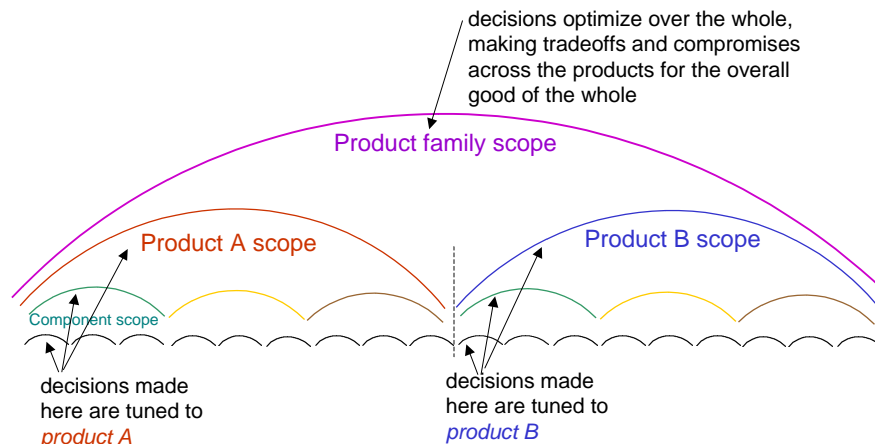 decisions optimize over the whole,
making tradeoffs and compromises
across the products for the overall
good of the whole
Product family scope
Product A scope
Product B scope
Component scope
decisions made
here are tuned to
product A
decisions made
here are tuned to
product B